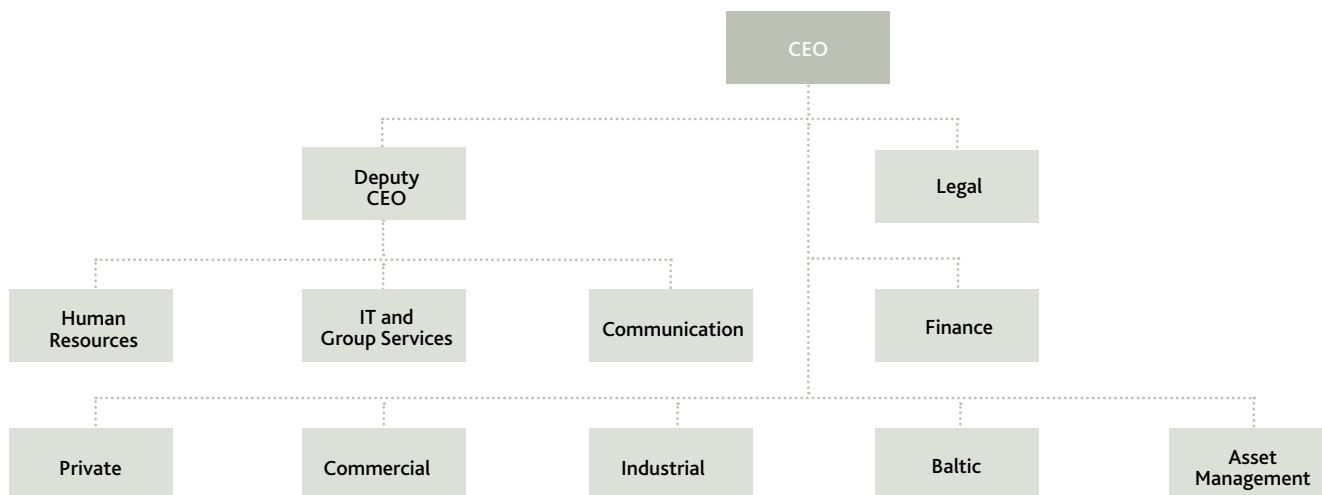 CEO
Deputy
CEO
Legal
Human
Resources
IT and
Group Services
Communication
Finance
Private
Commercial
Industrial
Baltic
Asset
Management